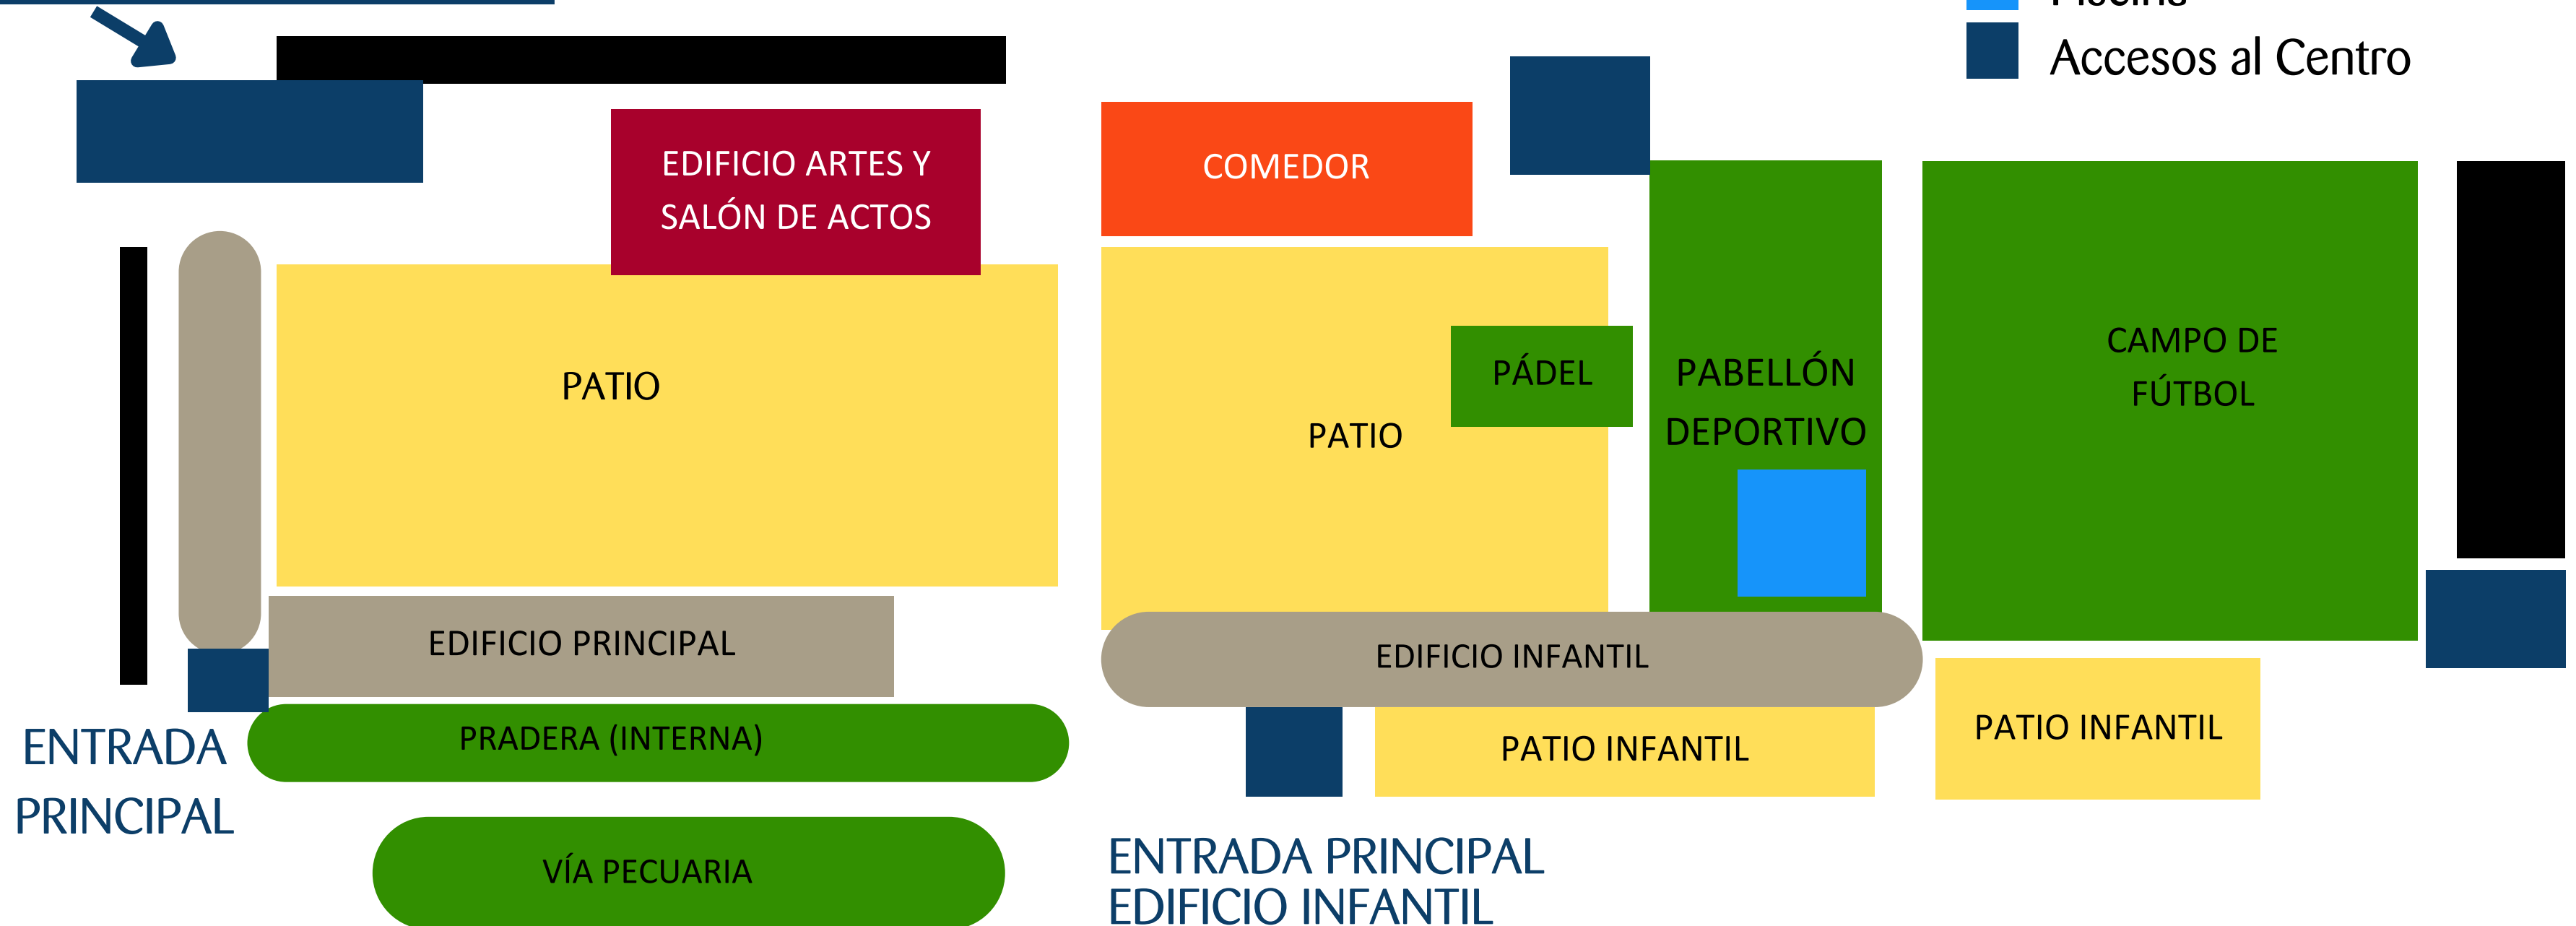 Accesos al Centro
EDIFICIO ARTES Y
SALÓN DE ACTOS
COMEDOR
PATIO
PÁDEL
PATIO
PABELLÓN
DEPORTIVO
CAMPO DE
FÚTBOL
EDIFICIO PRINCIPAL
EDIFICIO INFANTIL
PRADERA (INTERNA)
PATIO INFANTIL
PATIO INFANTIL
ENTRADA
PRINCIPAL
VÍA PECUARIA
ENTRADA PRINCIPAL
EDIFICIO INFANTIL